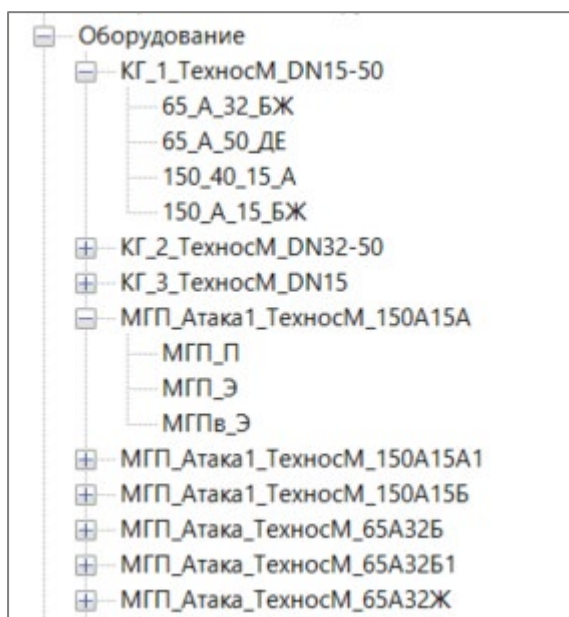 Оборудование
КГ_1_ТехносМ_DN15-50
65_А_32_БЖ
65_А_50_ДЕ
150_40_15_А
150_А_15_БЖ
КГ_2_ТехносМ_DN32-50
КГ_3_ТехносМ_DN15
МГП_Атака1_ТехносМ_150А15А
МГП_П
МГП_Э
МГПв_Э
МГП_Атака1_ТехносМ_150А15А1
МГП_Атака1_ТехносМ_150А15Б
МГП_Атака_ТехносМ_65А32Б
МГП_Атака_ТехносМ_65А32Б1
МГП_Атака_ТехносМ_65А32Ж